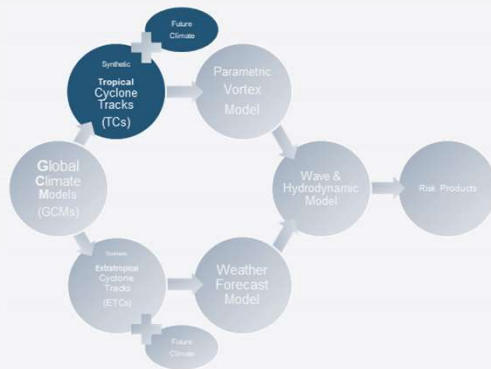 Future
Climate
Synthetic
Tropical
Cyclone
Tracks
(TCs)
Parametric
Vortex
Model
Global
Climate
Models
(GCMs)
Wave &
Hydrodynamic
Model
Risk Products
Synthetic
Extratropical
Cyclone
Tracks
(ETCs)
Weather
Forecast
Model
Future
Climate